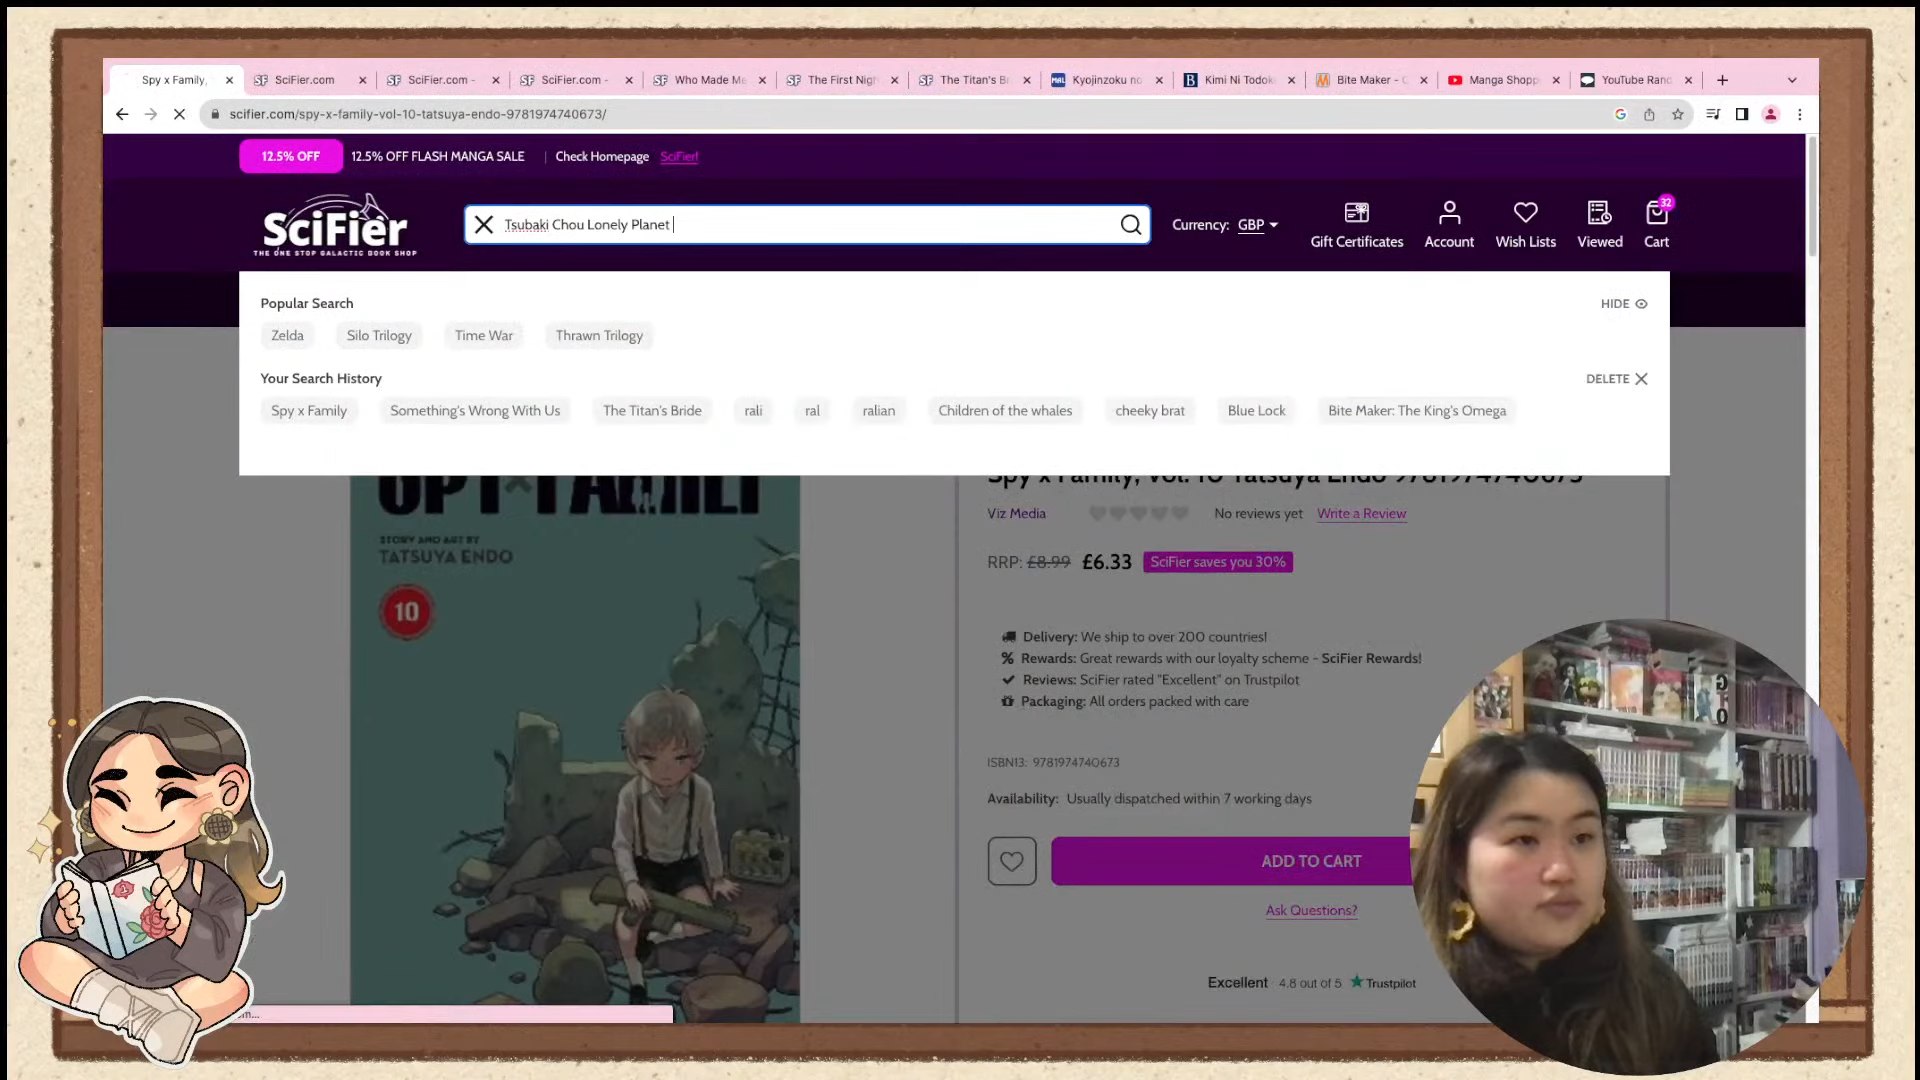 Spy x Family,
SciFier.com
SciFier.com -
SciFier.com -
Who Made Me
The First Nigh
The Titan's B
Kyojinzoku no
Kimi Ni Todok
Bite Maker -
Manga Shopp
YouTube Rand
scifier.com/spy-x-family-vol-10-tatsuya-endo-9781974740673/
12.5% OFF
12.5% OFF FLASH MANGA SALE
Check Homepage
SciFier!
SciFier
THE ONE STOP GALACTIC BOOK SHOP
Tsubaki Chou Lonely Planet
Currency: GBP
32
Gift Certificates
Account
Wish Lists
Viewed
Cart
Popular Search
HIDE
Zelda
Silo Trilogy
Time War
Thrawn Trilogy
Your Search History
DELETE
Spy x Family
Something's Wrong With Us
The Titan's Bride
rali
ral
ralian
Children of the whales
cheeky brat
Blue Lock
Bite Maker: The King's Omega
SPY×FAMILY
STORY AND ART BY
TATSUYA ENDO
10
Spy x Family, Vol. 10 Tatsuya Endo 9781974740673
Viz Media
No reviews yet
Write a Review
RRP: £8.99 £6.33
SciFier saves you 30%
Delivery: We ship to over 200 countries!
Rewards: Great rewards with our loyalty scheme - SciFier Rewards!
Reviews: SciFier rated "Excellent" on Trustpilot
Packaging: All orders packed with care
ISBN13: 9781974740673
Availability: Usually dispatched within 7 working days
ADD TO CART
Ask Questions?
Excellent 4.8 out of 5 Trustpilot